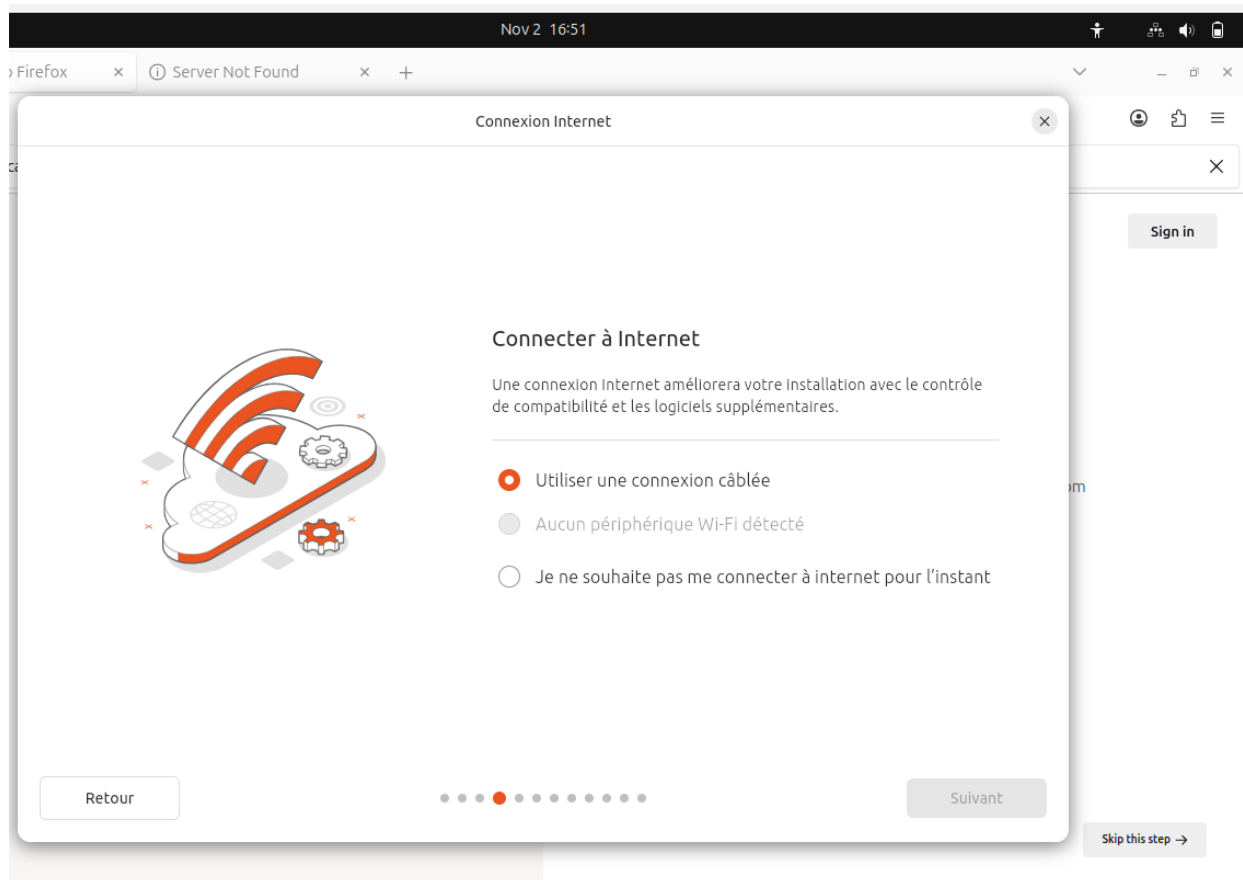 Nov 2 16:51
Firefox
Server Not Found
Connexion Internet
Sign in
Connecter à Internet
Une connexion Internet améliorera votre installation avec le contrôle
de compatibilité et les logiciels supplémentaires.
Utiliser une connexion câblée
om
Aucun périphérique Wi-Fi détecté
Je ne souhaite pas me connecter à internet pour l'instant
Retour
Suivant
Skip this step →